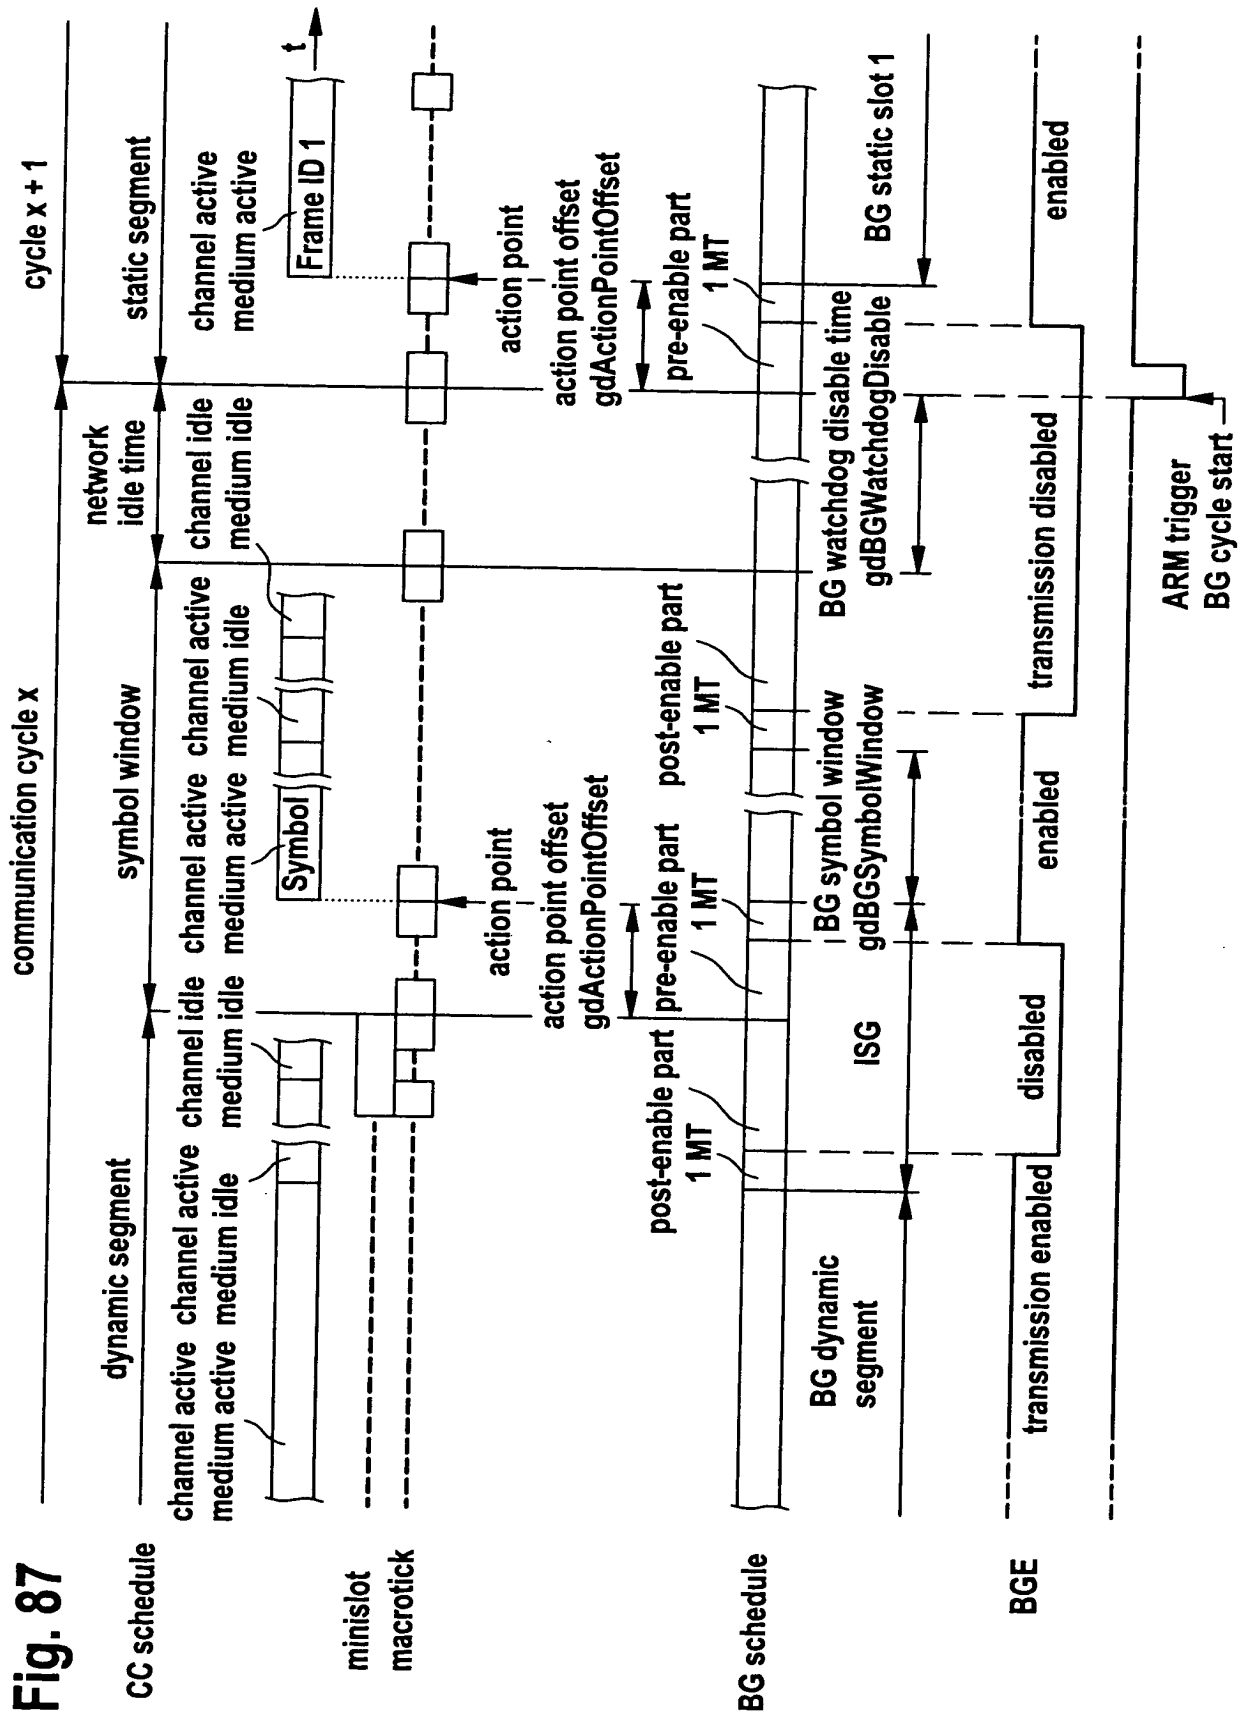 Fig. 87
communication cycle x
cycle x + 1
CC schedule
dynamic segment
symbol window
network
idle time
static segment
channel active
medium active
channel active
medium idle
channel idle
medium idle
channel active
medium active
channel active
medium idle
channel idle
medium idle
channel active
medium active
Symbol
Frame ID 1
t
minislot
macrotick
action point
action point
action point offset
gdActionPointOffset
action point offset
gdActionPointOffset
post-enable part
1 MT
pre-enable part
1 MT
post-enable part
1 MT
pre-enable part
1 MT
BG schedule
BG dynamic
segment
ISG
BG symbol window
gdBGSymbolWindow
BG watchdog disable time
gdBGWatchdogDisable
BG static slot 1
BGE
transmission enabled
disabled
enabled
transmission disabled
enabled
ARM trigger
BG cycle start